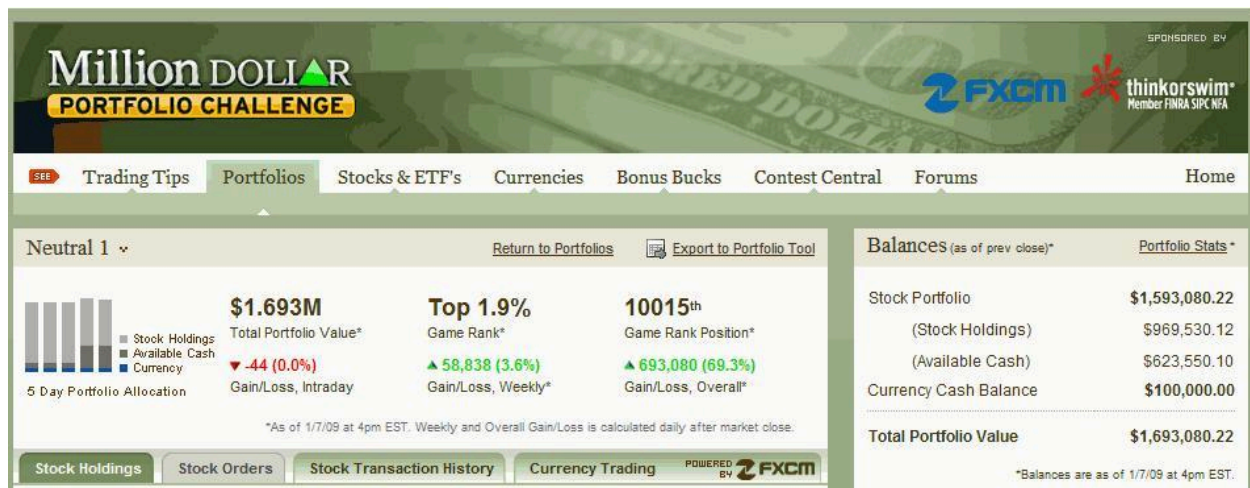 SPONSORED BY
Million DOLLAR
PORTFOLIO CHALLENGE
FXCM
thinkorswim
Member FINRA SIPC NFA
SEE Trading Tips Portfolios Stocks & ETF's Currencies Bonus Bucks Contest Central Forums Home
Neutral 1 Return to Portfolios Export to Portfolio Tool
$1.693M Top 1.9% 10015th
Total Portfolio Value* Game Rank* Game Rank Position*
-44 (0.0%) 58,838 (3.6%) 693,080 (69.3%)
Gain/Loss, Intraday Gain/Loss, Weekly* Gain/Loss, Overall*
Stock Holdings
Available Cash
Currency
5 Day Portfolio Allocation
*As of 1/7/09 at 4pm EST. Weekly and Overall Gain/Loss is calculated daily after market close.
Stock Holdings Stock Orders Stock Transaction History Currency Trading POWERED BY FXCM
Balances (as of prev close)* Portfolio Stats *
Stock Portfolio $1,593,080.22
(Stock Holdings) $969,530.12
(Available Cash) $623,550.10
Currency Cash Balance $100,000.00
Total Portfolio Value $1,693,080.22
*Balances are as of 1/7/09 at 4pm EST.